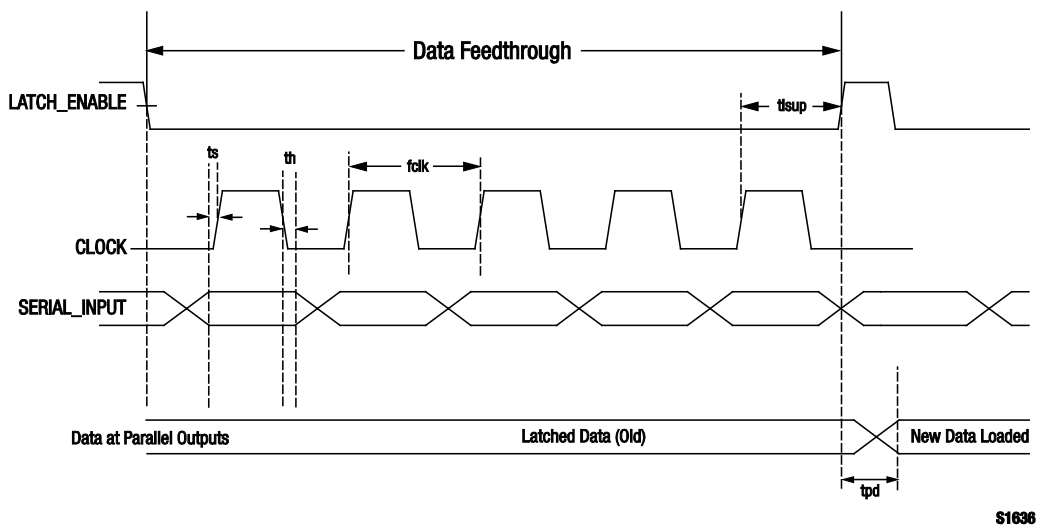 Data Feedthrough
LATCH_ENABLE
tlsup
ts
th
fclk
CLOCK
SERIAL_INPUT
Data at Parallel Outputs
Latched Data (Old)
New Data Loaded
tpd
S1636